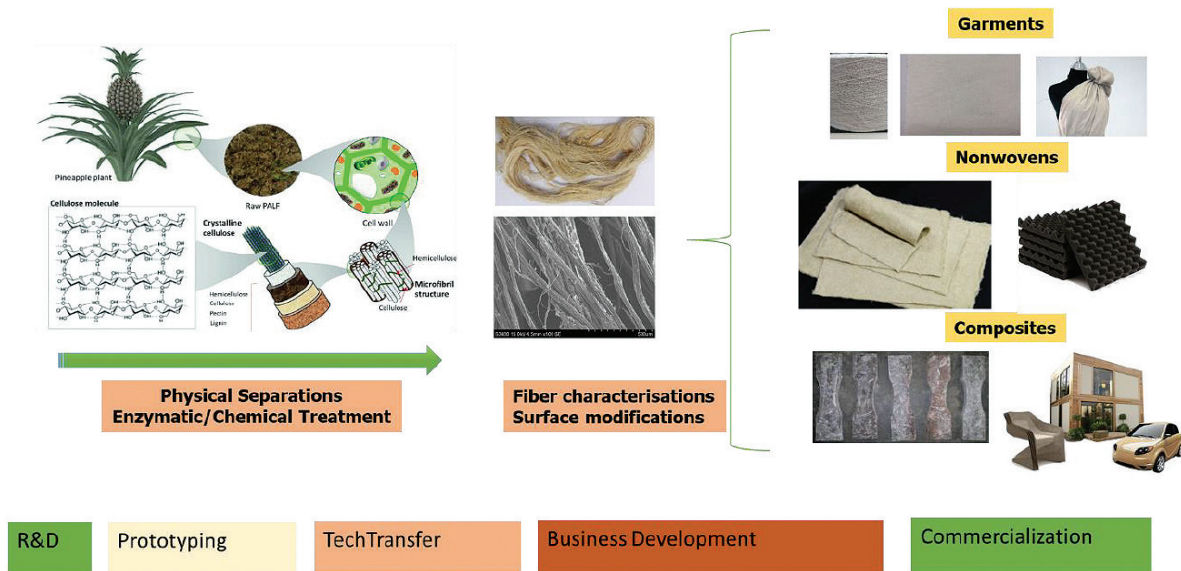 Garments
Nonwovens
Composites
Pineapple plant
Raw PALF
Cell wall
Cellulose molecule
Crystalline
cellulose
Hemicellulose
Cellulose
Pectin
Lignin
Hemicellulose
Microfibril
structure
Cellulose
500um
Physical Separations
Enzymatic/Chemical Treatment
Fiber characterisations
Surface modifications
R&D
Prototyping
TechTransfer
Business Development
Commercialization